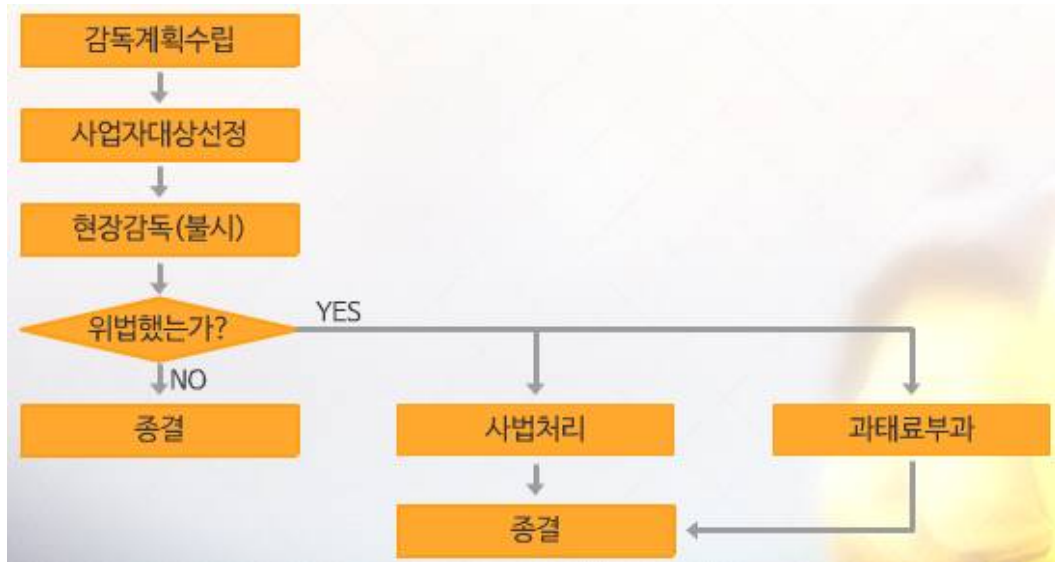 감독계획수립
사업자대상선정
현장감독(불시)
위법했는가?
YES
NO
종결
사법처리
과태료부과
종결